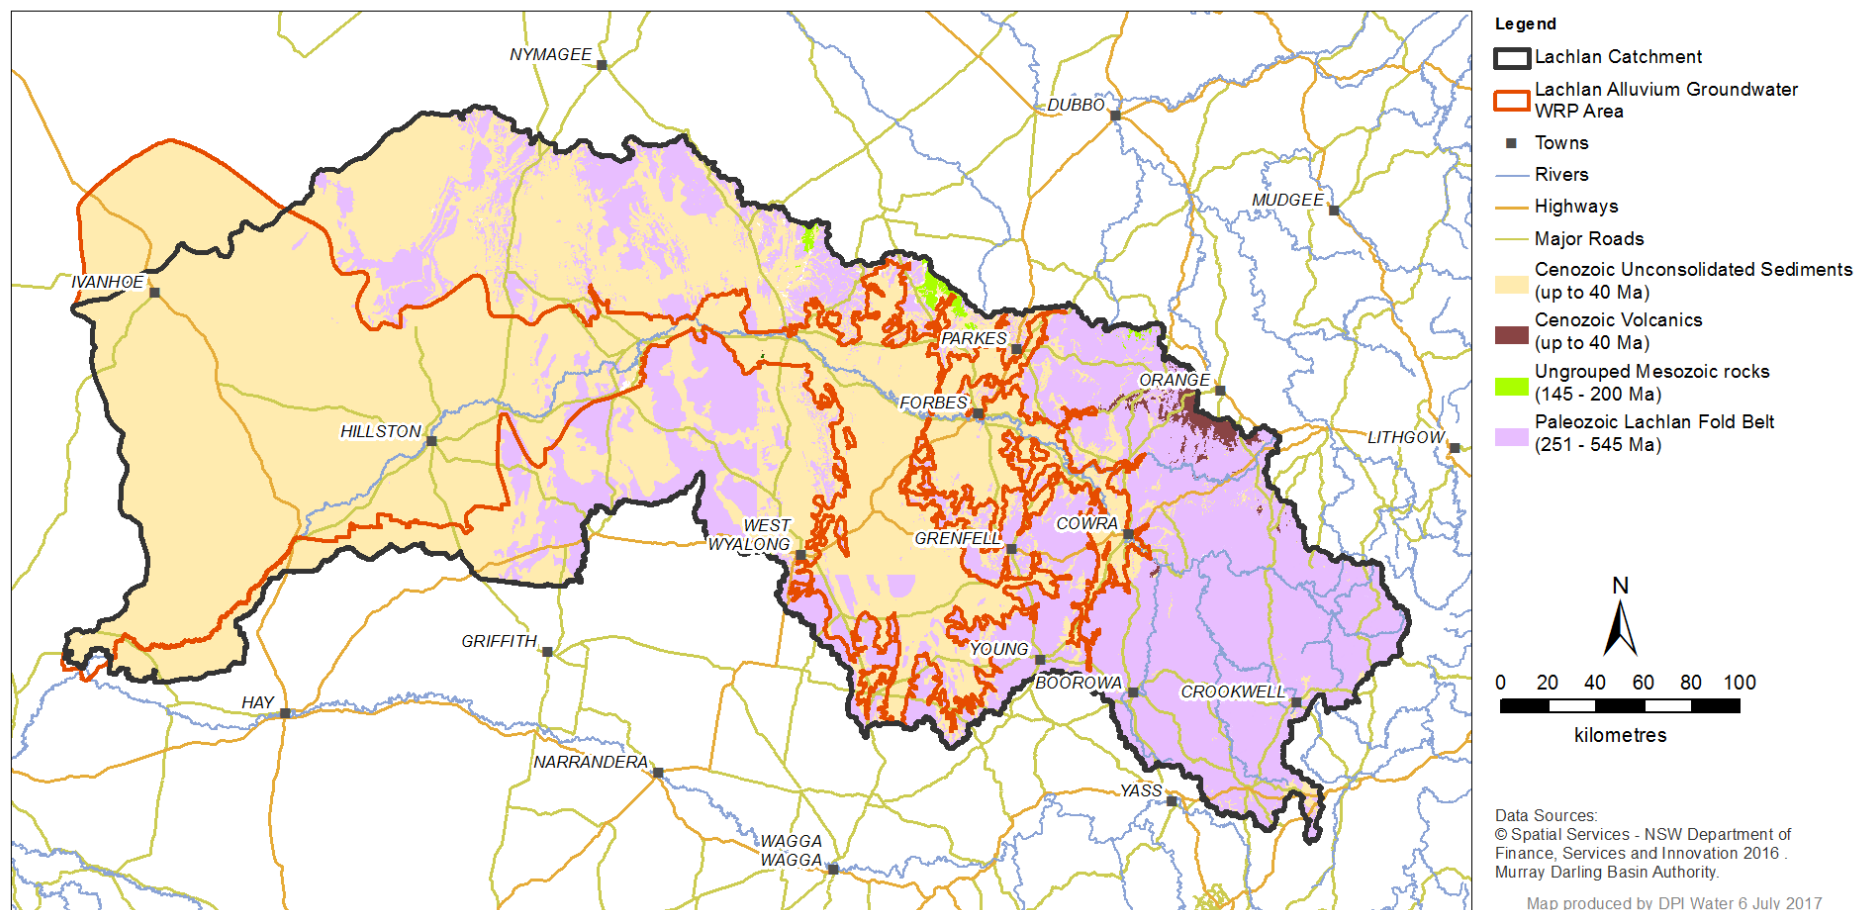 NYMAGEE
DUBBO
MUDGEE
IVANHOE
PARKES
ORANGE
FORBES
HILLSTON
LITHGOW
WEST
WYALONG
COWRA
GRENFELL
GRIFFITH
YOUNG
BOOROWA
CROOKWELL
HAY
NARRANDERA
YASS
WAGGA
WAGGA
Legend
Lachlan Catchment
Lachlan Alluvium Groundwater
WRP Area
Towns
Rivers
Highways
Major Roads
Cenozoic Unconsolidated Sediments
(up to 40 Ma)
Cenozoic Volcanics
(up to 40 Ma)
Ungrouped Mesozoic rocks
(145 - 200 Ma)
Paleozoic Lachlan Fold Belt
(251 - 545 Ma)
N
0 20 40 60 80 100
kilometres
Data Sources:
© Spatial Services - NSW Department of
Finance, Services and Innovation 2016 .
Murray Darling Basin Authority.
Map produced by DPI Water 6 July 2017